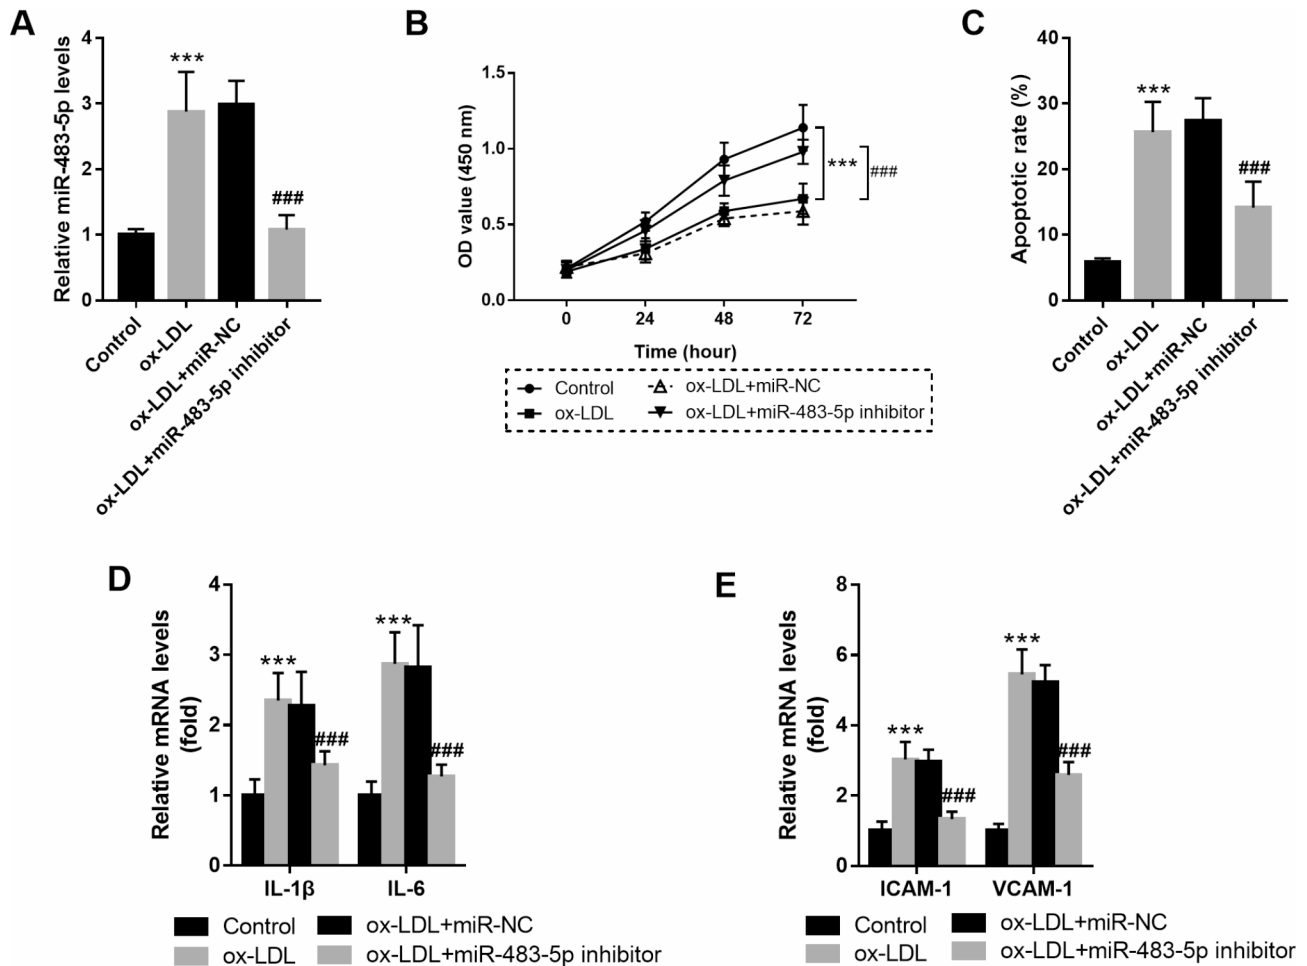 A
Relative miR-483-5p levels
4
3
2
1
0
***
###
Control
ox-LDL
ox-LDL+miR-NC
ox-LDL+miR-483-5p inhibitor
B
OD value (450 nm)
1.5
1.0
0.5
0.0
***
###
0 24 48 72
Time (hour)
Control ox-LDL+miR-NC
ox-LDL ox-LDL+miR-483-5p inhibitor
C
Apoptotic rate (%)
40
30
20
10
0
***
###
Control
ox-LDL
ox-LDL+miR-NC
ox-LDL+miR-483-5p inhibitor
D
Relative mRNA levels
(fold)
4
3
2
1
0
***
###
***
###
IL-1β IL-6
Control ox-LDL+miR-NC
ox-LDL ox-LDL+miR-483-5p inhibitor
E
Relative mRNA levels
(fold)
8
6
4
2
0
***
###
***
###
ICAM-1 VCAM-1
Control ox-LDL+miR-NC
ox-LDL ox-LDL+miR-483-5p inhibitor